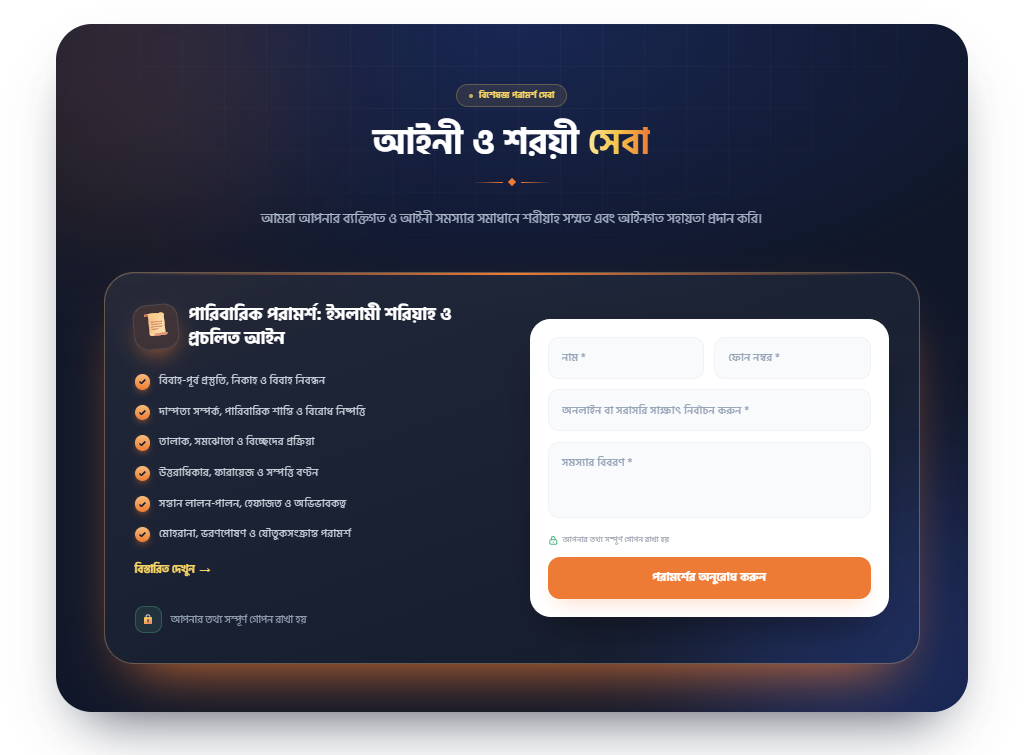 বিশেষজ্ঞ পরামর্শ সেবা
আইনী ও শরয়ী সেবা
আমরা আপনার ব্যক্তিগত ও আইনী সমস্যার সমাধানে শরীয়াহ সম্মত এবং আইনগত সহায়তা প্রদান করি।
পারিবারিক পরামর্শ: ইসলামী শরিয়াহ ও
প্রচলিত আইন
বিবাহ-পূর্ব প্রস্তুতি, নিকাহ ও বিবাহ নিবন্ধন
দাম্পত্য সম্পর্ক, পারিবারিক শান্তি ও বিরোধ নিষ্পত্তি
তালাক, সমঝোতা ও বিচ্ছেদের প্রক্রিয়া
উত্তরাধিকার, ফারায়েজ ও সম্পত্তি বণ্টন
সন্তান লালন-পালন, হেফাজত ও অভিভাবকত্ব
মোহরানা, ভরণপোষণ ও যৌতুকসংক্রান্ত পরামর্শ
বিস্তারিত দেখুন →
আপনার তথ্য সম্পূর্ণ গোপন রাখা হয়
নাম *
ফোন নম্বর *
অনলাইন বা সরাসরি সাক্ষাৎ নির্বাচন করুন *
সমস্যার বিবরণ *
আপনার তথ্য সম্পূর্ণ গোপন রাখা হয়
পরামর্শের অনুরোধ করুন